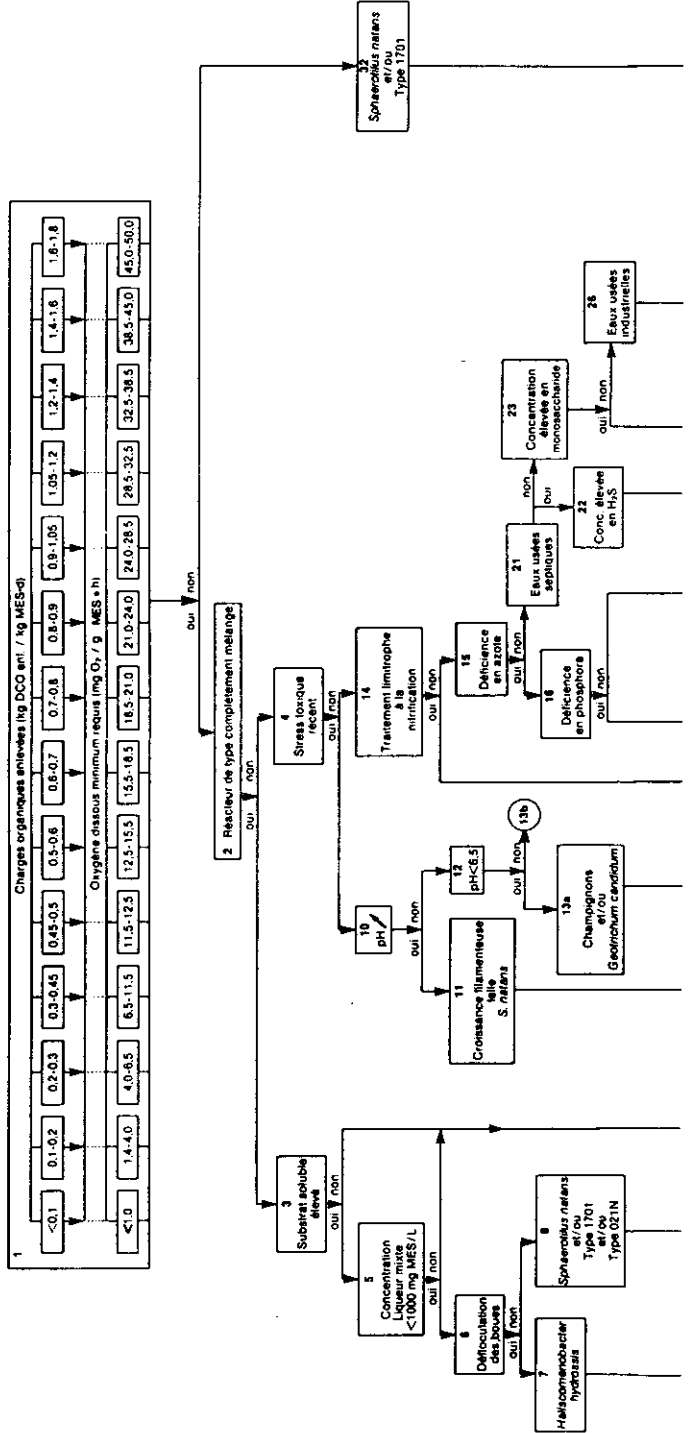 1
Charges organiques enlevées (kg DCO enl. / kg MES·d)
<0,1
0,1-0,2
0,2-0,3
0,3-0,45
0,45-0,5
0,5-0,6
0,6-0,7
0,7-0,8
0,8-0,9
0,9-1,05
1,05-1,2
1,2-1,4
1,4-1,6
1,6-1,8
Oxygène dissous minimum requis (mg O₂ / g MES • h)
<1,0
1,4-4,0
4,0-6,5
6,5-11,5
11,5-12,5
12,5-15,5
15,5-18,5
18,5-21,0
21,0-24,0
24,0-28,5
28,5-32,5
32,5-38,5
38,5-45,0
45,0-50,0
oui non
2 Réacteur de type complètement mélange
oui non
32
Sphaerotilus natans
et/ou
Type 1701
3
Substrat soluble
élevé
oui non
4
Stress toxique
récent
oui non
5
Concentration
Liqueur mixte
<1000 mg MES/L
oui non
10
pH
oui non
14
Traitement limitrophe
à la
nitrification
oui non
6
Défloculation
des boues
oui non
11
Croissance filamenteuse
telle
S. natans
12
pH<6,5
oui non
15
Déficience
en azote
oui non
21
Eaux usées
septiques
non
oui
23
Concentration
élevée en
monosaccharide
oui non
7
Haliscomenobacter
hydrossis
8
Sphaerotilus natans
et/ou
Type 1701
et/ou
Type 021N
13a
Champignons
et/ou
Geotrichum candidum
13b
16
Déficience
en phosphore
oui non
22
Conc. élevée
en H₂S
26
Eaux usées
industrielles